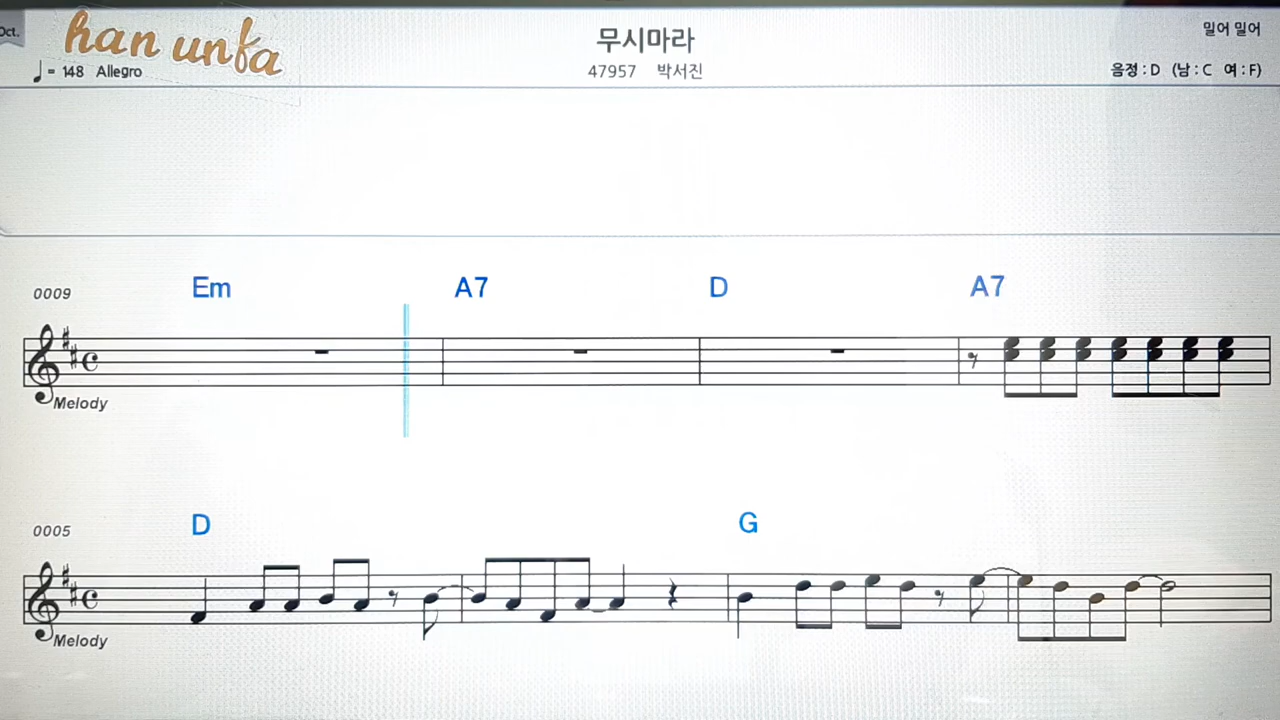 Oct.
han unfa
♩= 148 Allegro
무시마라
47957 박서진
밀어 밀어
음정 : D (남 : C 여 : F)
0009
Em A7 D A7
Melody
0005
D G
Melody